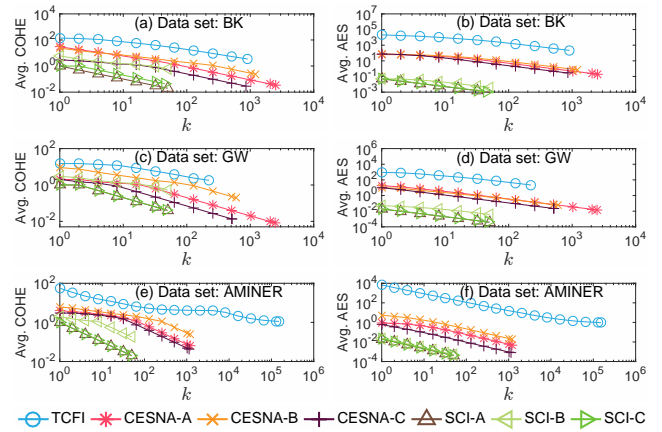 (a) Data set: BK
Avg. COHE
10^2
10^0
10^-2
10^0 10^1 10^2 10^3 10^4
k
(b) Data set: BK
Avg. AES
10^5
10^3
10^1
10^-1
10^-3
10^0 10^1 10^2 10^3 10^4
k
(c) Data set: GW
Avg. COHE
10^2
10^0
10^-2
10^0 10^1 10^2 10^3 10^4
k
(d) Data set: GW
Avg. AES
10^6
10^4
10^2
10^0
10^-2
10^-4
10^0 10^1 10^2 10^3 10^4
k
(e) Data set: AMINER
Avg. COHE
10^2
10^0
10^-2
10^0 10^1 10^2 10^3 10^4 10^5 10^6
k
(f) Data set: AMINER
Avg. AES
10^4
10^2
10^0
10^-2
10^-4
10^0 10^1 10^2 10^3 10^4 10^5 10^6
k
TCFI CESNA-A CESNA-B CESNA-C SCI-A SCI-B SCI-C